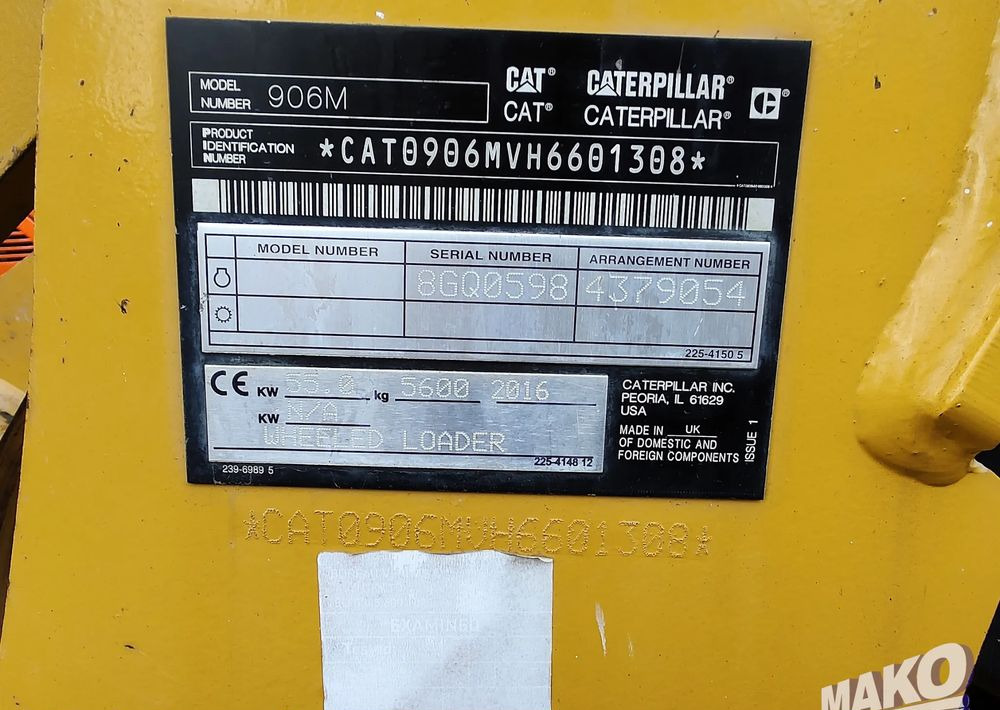 MODEL NUMBER 906M
CAT® CATERPILLAR®
CAT® CATERPILLAR®
PRODUCT IDENTIFICATION NUMBER *CAT0906MVH6601308*
MODEL NUMBER SERIAL NUMBER ARRANGEMENT NUMBER
8GQ0598 4379054
225-4150 5
CE KW 55.0 kg 5600 2016
KW N/A
WHEELED LOADER
225-4148 12
239-6989 5
CATERPILLAR INC.
PEORIA, IL 61629
USA
MADE IN UK
OF DOMESTIC AND
FOREIGN COMPONENTS
ISSUE 1
*CAT0906MVH6601308*
EXAMINED
MAKO